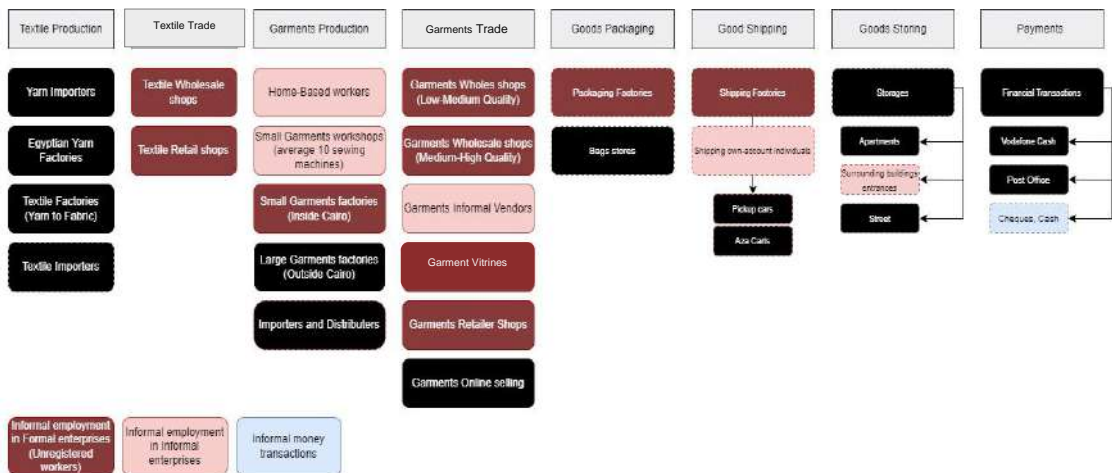 Textile Production
Textile Trade
Garments Production
Garments Trade
Goods Packaging
Good Shipping
Goods Storing
Payments
Yarn Importers
Egyptian Yarn
Factories
Textile Factories
(Yarn to Fabric)
Textile Importers
Textile Wholesale
shops
Textile Retail shops
Home-Based workers
Small Garments workshops
(average 10 sewing
machines)
Small Garments factories
(Inside Cairo)
Large Garments factories
(Outside Cairo)
Importers and Distributers
Garments Wholes shops
(Low-Medium Quality)
Garments Wholesale shops
(Medium-High Quality)
Garments Informal Vendors
Garment Vitrines
Garments Retailer Shops
Garments Online selling
Packaging Factories
Bags stores
Shipping Factories
Shipping own-account individuals
Pickup cars
Aza Carts
Storages
Apartments
Surrounding buildings
entrances
Street
Financial Transactions
Vodafone Cash
Post Office
Cheques, Cash
Informal employment
in Formal enterprises
(Unregistered
workers)
Informal employment
in Informal
enterprises
Informal money
transactions